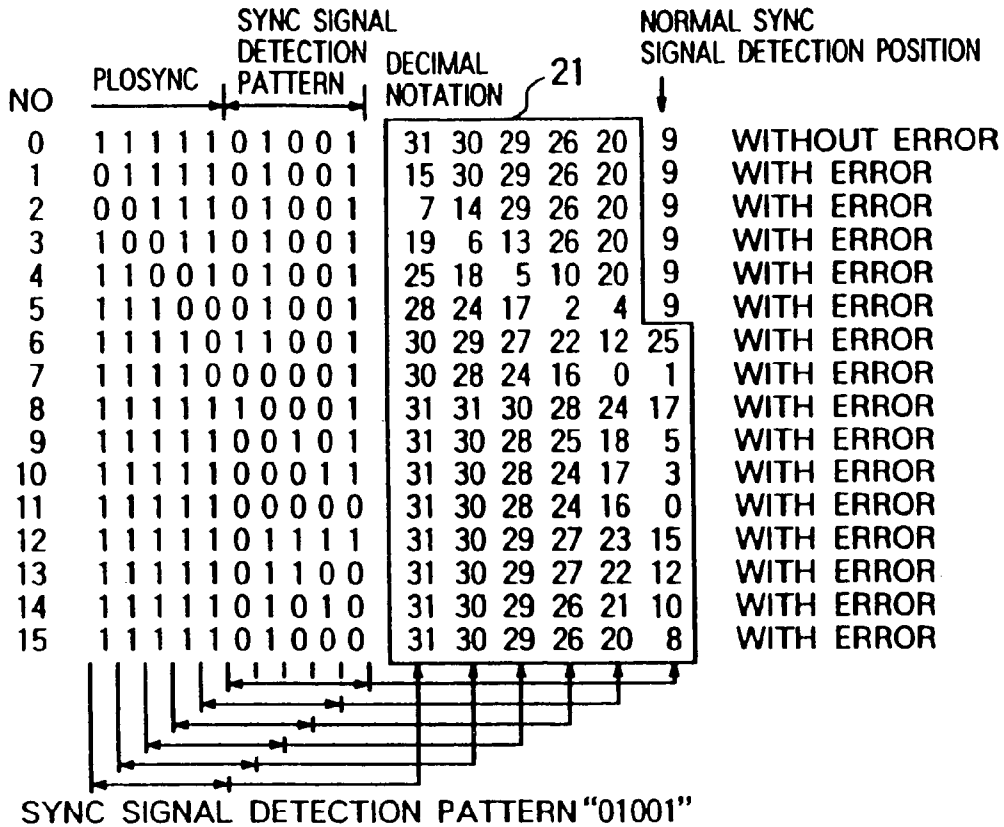 SYNC SIGNAL DETECTION PATTERN
NORMAL SYNC SIGNAL DETECTION POSITION
NO PLOSYNC DECIMAL NOTATION 21
0 1 1 1 1 1 0 1 0 0 1 31 30 29 26 20 9 WITHOUT ERROR
1 0 1 1 1 1 0 1 0 0 1 15 30 29 26 20 9 WITH ERROR
2 0 0 1 1 1 0 1 0 0 1 7 14 29 26 20 9 WITH ERROR
3 1 0 0 1 1 0 1 0 0 1 19 6 13 26 20 9 WITH ERROR
4 1 1 0 0 1 0 1 0 0 1 25 18 5 10 20 9 WITH ERROR
5 1 1 1 0 0 0 1 0 0 1 28 24 17 2 4 9 WITH ERROR
6 1 1 1 1 0 1 1 0 0 1 30 29 27 22 12 25 WITH ERROR
7 1 1 1 1 0 0 0 0 0 1 30 28 24 16 0 1 WITH ERROR
8 1 1 1 1 1 1 0 0 0 1 31 31 30 28 24 17 WITH ERROR
9 1 1 1 1 1 0 0 1 0 1 31 30 28 25 18 5 WITH ERROR
10 1 1 1 1 1 0 0 0 1 1 31 30 28 24 17 3 WITH ERROR
11 1 1 1 1 1 0 0 0 0 0 31 30 28 24 16 0 WITH ERROR
12 1 1 1 1 1 0 1 1 1 1 31 30 29 27 23 15 WITH ERROR
13 1 1 1 1 1 0 1 1 0 0 31 30 29 27 22 12 WITH ERROR
14 1 1 1 1 1 0 1 0 1 0 31 30 29 26 21 10 WITH ERROR
15 1 1 1 1 1 0 1 0 0 0 31 30 29 26 20 8 WITH ERROR
SYNC SIGNAL DETECTION PATTERN "01001"